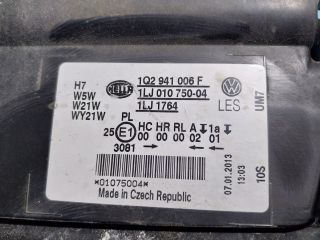 H7
W5W
W21W
WY21W
HELLA
1Q2 941 006 F
1LJ 010 750-04
1LJ 1764
LES
PL
25 E1
HC HR RL A 1a
00 00 00 02 01
3081
*01075004*
Made in Czech Republic
07.01.2013
13:03
UM7
10S